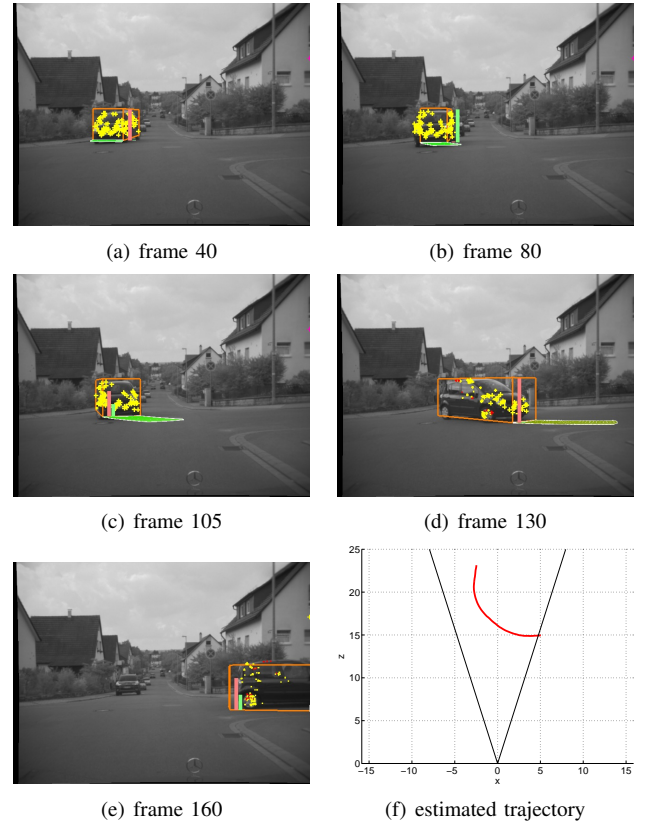 (a) frame 40
(b) frame 80
(c) frame 105
(d) frame 130
25
20
15
10
5
0
z
−15 −10 −5 0 5 10 15
x
(e) frame 160
(f) estimated trajectory